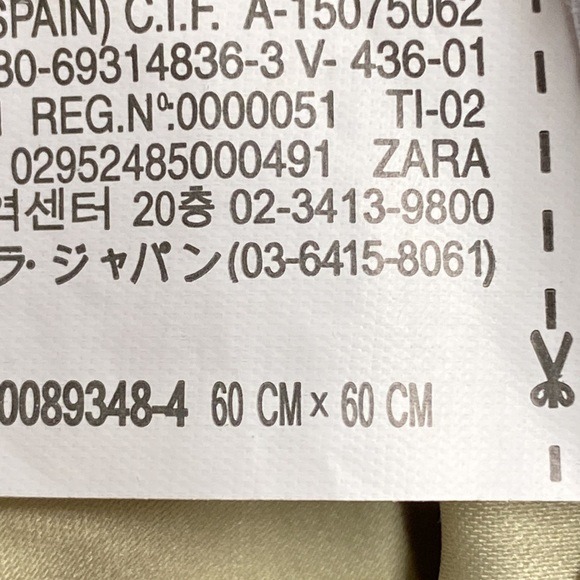 SPAIN) C.I.F. A-15075062
80-69314836-3 V- 436-01
REG.Nº:0000051 TI-02
02952485000491 ZARA
역센터 20층 02-3413-9800
ラ・ジャパン(03-6415-8061)
0089348-4 60 CM x 60 CM